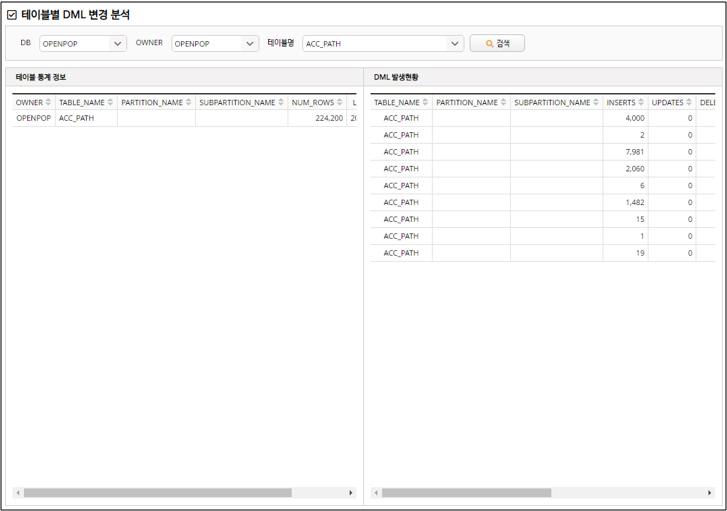 테이블별 DML 변경 분석
DB OPENPOP OWNER OPENPOP 테이블명 ACC_PATH 검색
테이블 통계 정보
OWNER TABLE_NAME PARTITION_NAME SUBPARTITION_NAME NUM_ROWS L
OPENPOP ACC_PATH 224,200 20
DML 발생현황
TABLE_NAME PARTITION_NAME SUBPARTITION_NAME INSERTS UPDATES DELE
ACC_PATH 4,000 0
ACC_PATH 2 0
ACC_PATH 7,981 0
ACC_PATH 2,060 0
ACC_PATH 6 0
ACC_PATH 1,482 0
ACC_PATH 15 0
ACC_PATH 1 0
ACC_PATH 19 0